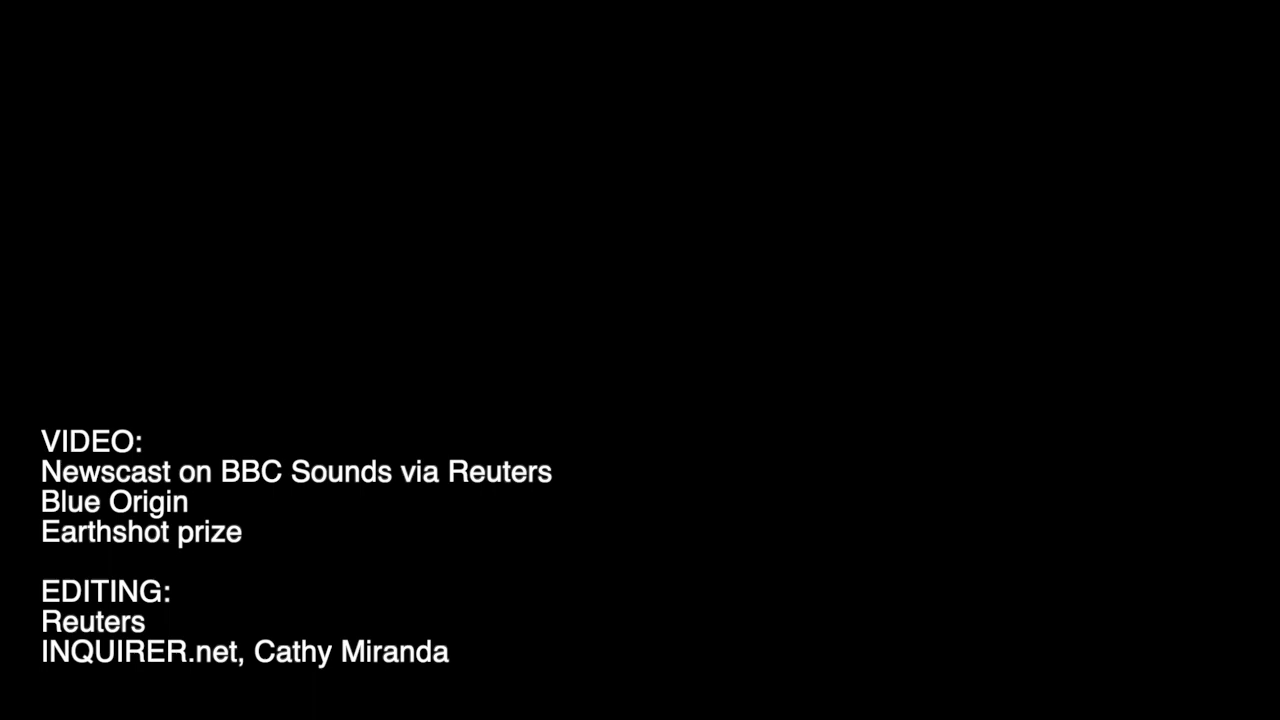 VIDEO:
Newscast on BBC Sounds via Reuters
Blue Origin
Earthshot prize
EDITING:
Reuters
INQUIRER.net, Cathy Miranda